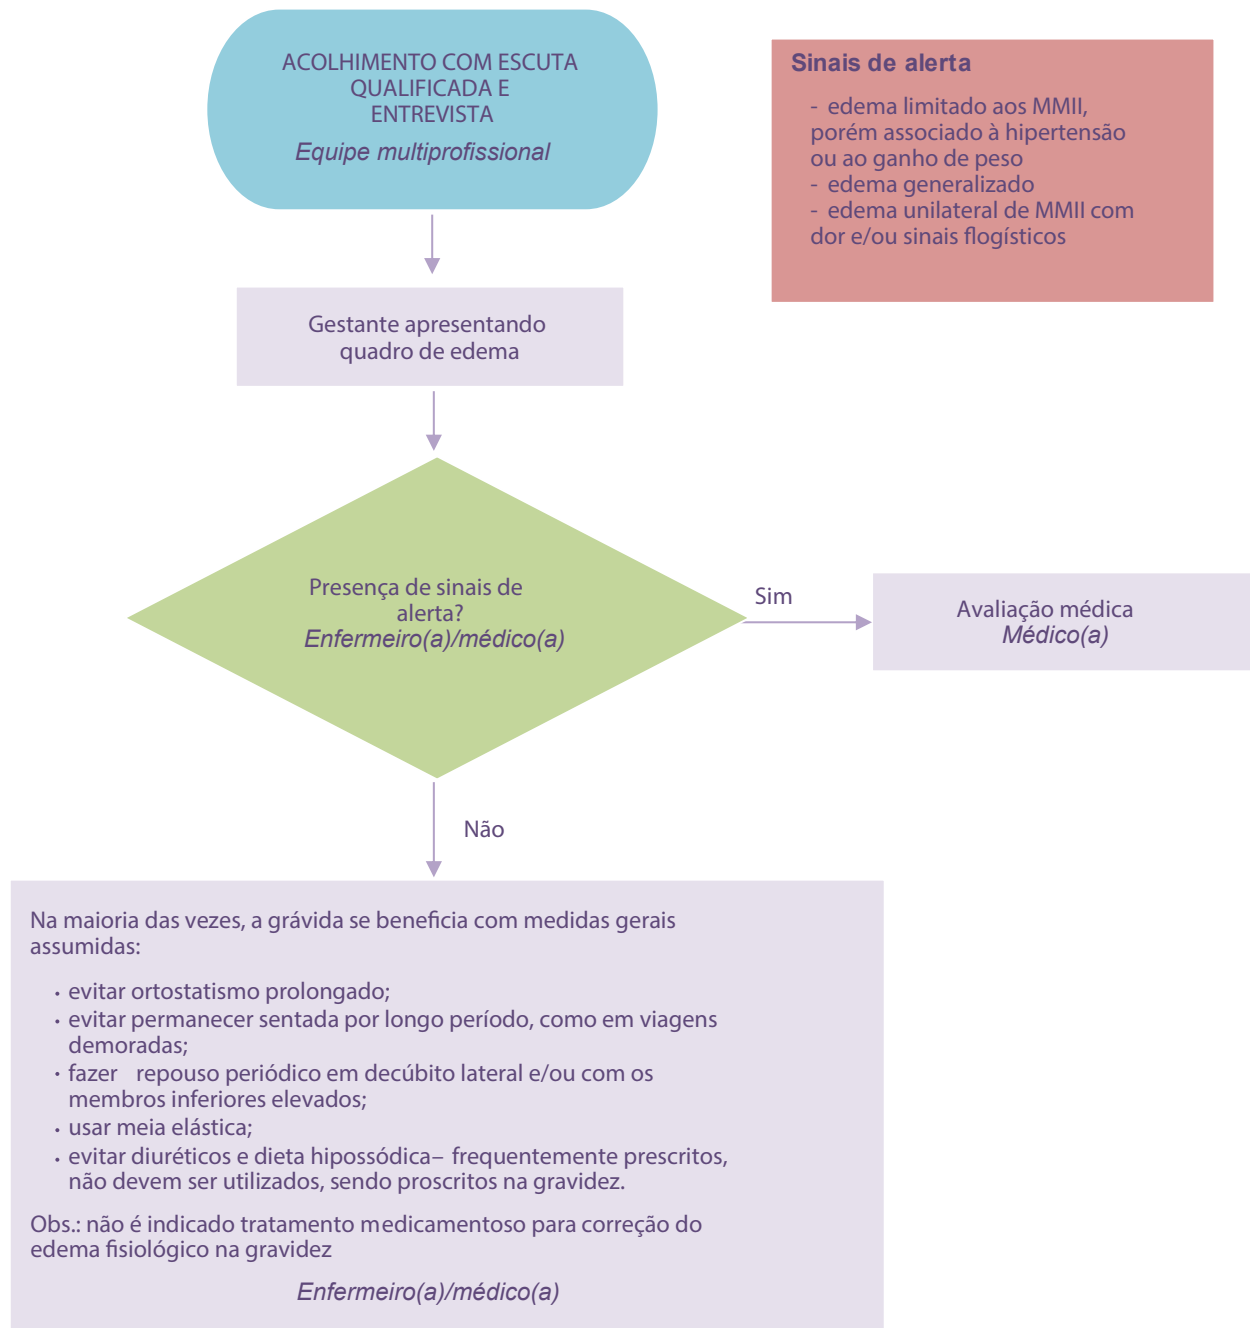 ACOLHIMENTO COM ESCUTA
QUALIFICADA E
ENTREVISTA
Equipe multiprofissional
Sinais de alerta
- edema limitado aos MMII,
porém associado à hipertensão
ou ao ganho de peso
- edema generalizado
- edema unilateral de MMII com
dor e/ou sinais flogísticos
Gestante apresentando
quadro de edema
Presença de sinais de
alerta?
Enfermeiro(a)/médico(a)
Sim
Avaliação médica
Médico(a)
Não
Na maioria das vezes, a grávida se beneficia com medidas gerais
assumidas:
• evitar ortostatismo prolongado;
• evitar permanecer sentada por longo período, como em viagens
demoradas;
• fazer repouso periódico em decúbito lateral e/ou com os
membros inferiores elevados;
• usar meia elástica;
• evitar diuréticos e dieta hipossódica– frequentemente prescritos,
não devem ser utilizados, sendo proscritos na gravidez.
Obs.: não é indicado tratamento medicamentoso para correção do
edema fisiológico na gravidez
Enfermeiro(a)/médico(a)